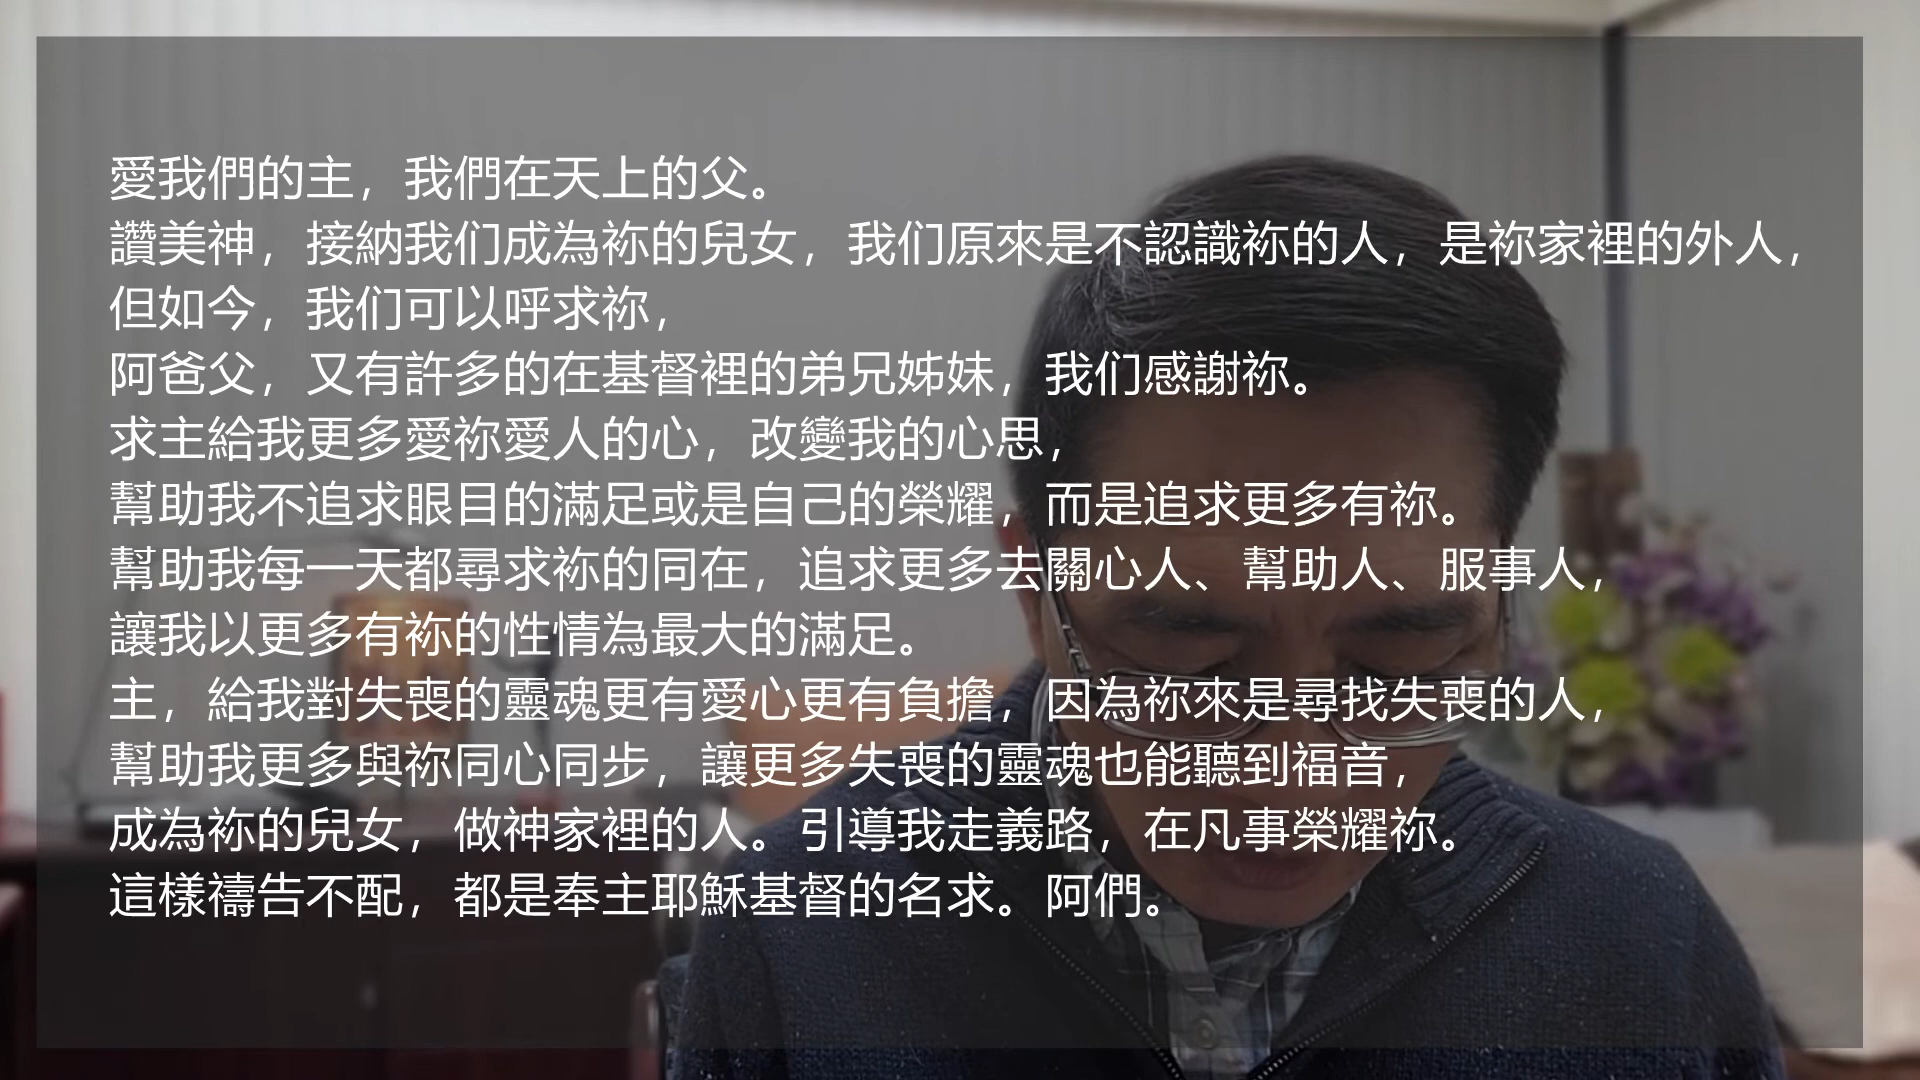 愛我們的主，我們在天上的父。
讚美神，接納我们成為袮的兒女，我们原來是不認識袮的人，是祢家裡的外人，
但如今，我们可以呼求祢，
阿爸父，又有許多的在基督裡的弟兄姊妹，我们感謝祢。
求主給我更多愛祢愛人的心，改變我的心思，
幫助我不追求眼目的滿足或是自己的榮耀，而是追求更多有祢。
幫助我每一天都尋求袮的同在，追求更多去關心人、幫助人、服事人，
讓我以更多有袮的性情為最大的滿足。
主，給我對失喪的靈魂更有愛心更有負擔，因為祢來是尋找失喪的人，
幫助我更多與祢同心同步，讓更多失喪的靈魂也能聽到福音，
成為袮的兒女，做神家裡的人。引導我走義路，在凡事榮耀祢。
這樣禱告不配，都是奉主耶穌基督的名求。阿們。